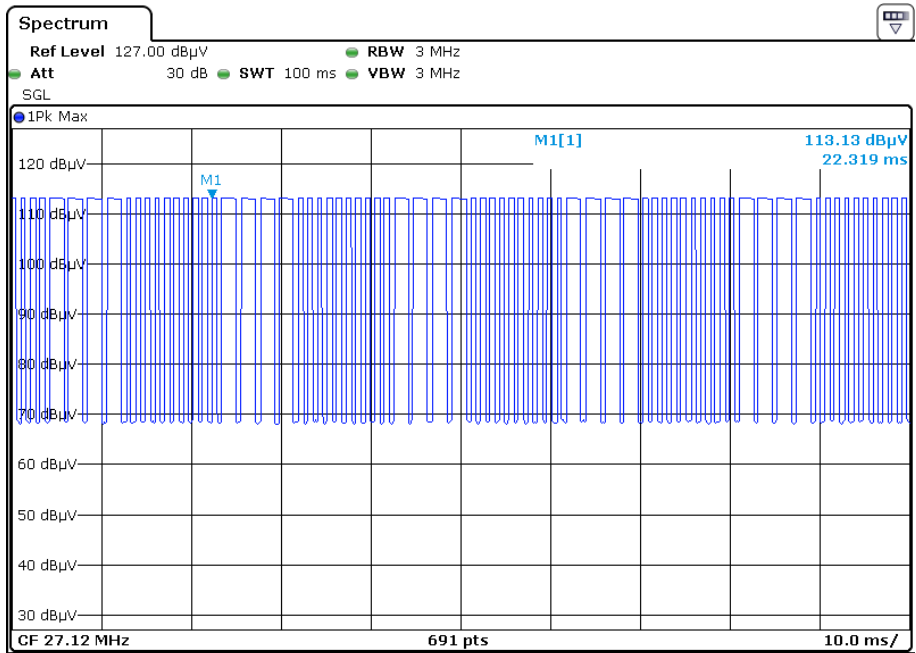 Spectrum
Ref Level 127.00 dBµV RBW 3 MHz
Att 30 dB SWT 100 ms VBW 3 MHz
SGL
1Pk Max
M1[1] 113.13 dBµV
22.319 ms
120 dBµV
M1
110 dBµV
100 dBµV
90 dBµV
80 dBµV
70 dBµV
60 dBµV
50 dBµV
40 dBµV
30 dBµV
CF 27.12 MHz 691 pts 10.0 ms/